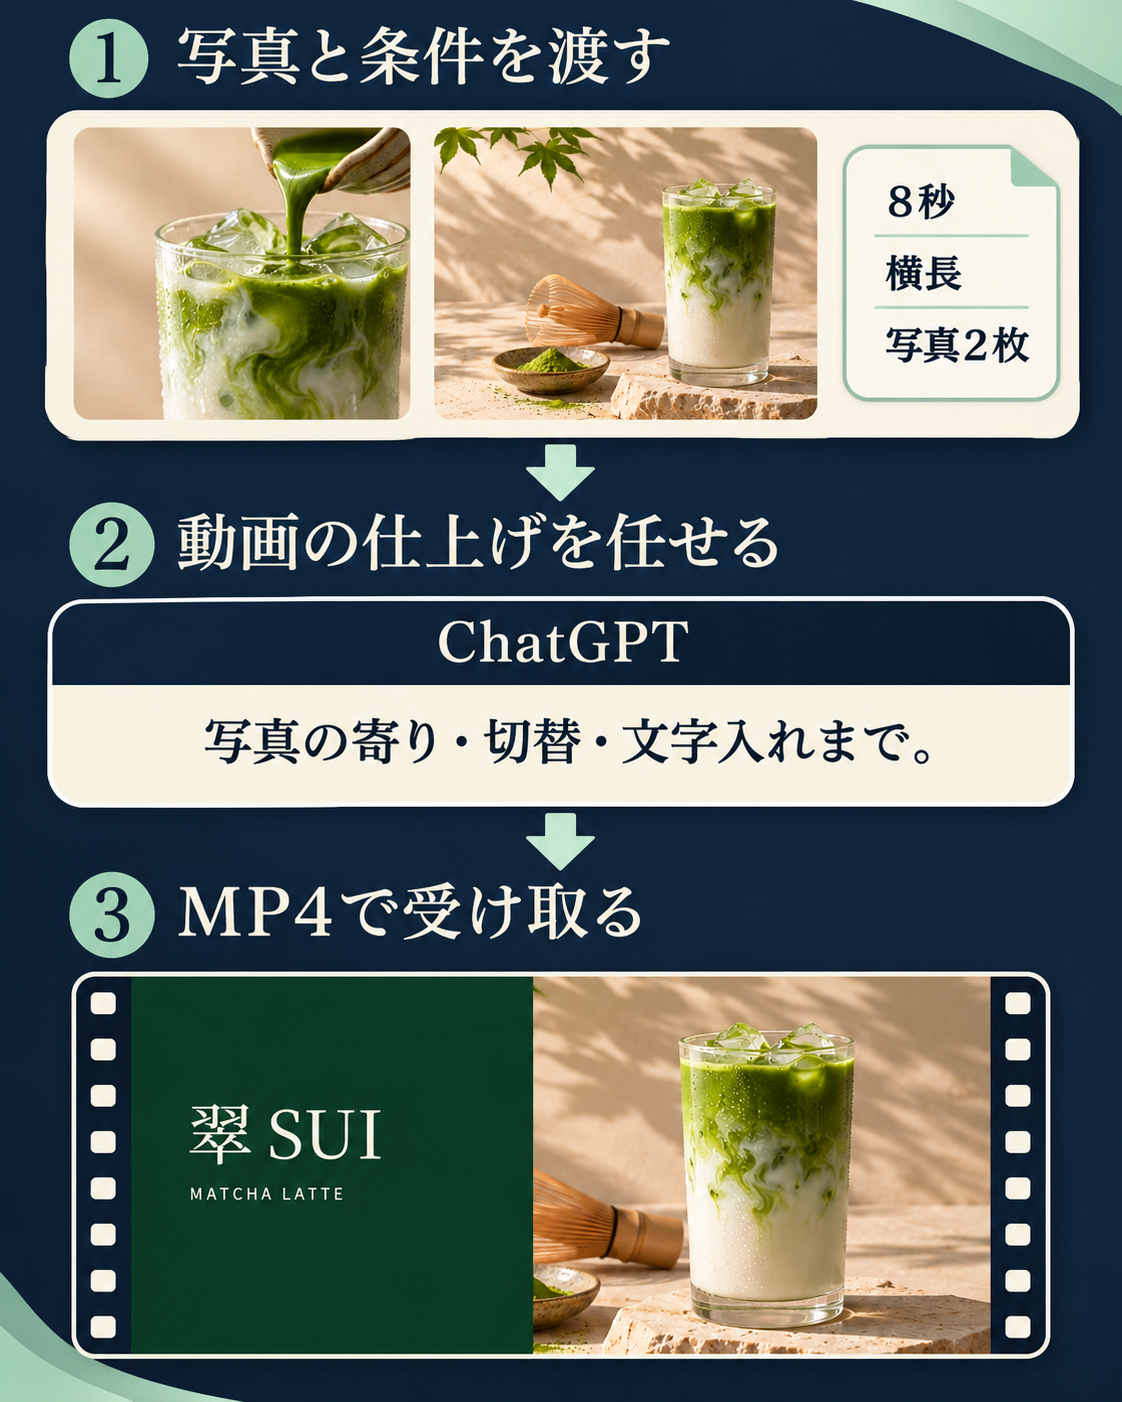 1 写真と条件を渡す
8秒
横長
写真2枚
2 動画の仕上げを任せる
ChatGPT
写真の寄り・切替・文字入れまで。
3 MP4で受け取る
翠 SUI
MATCHA LATTE